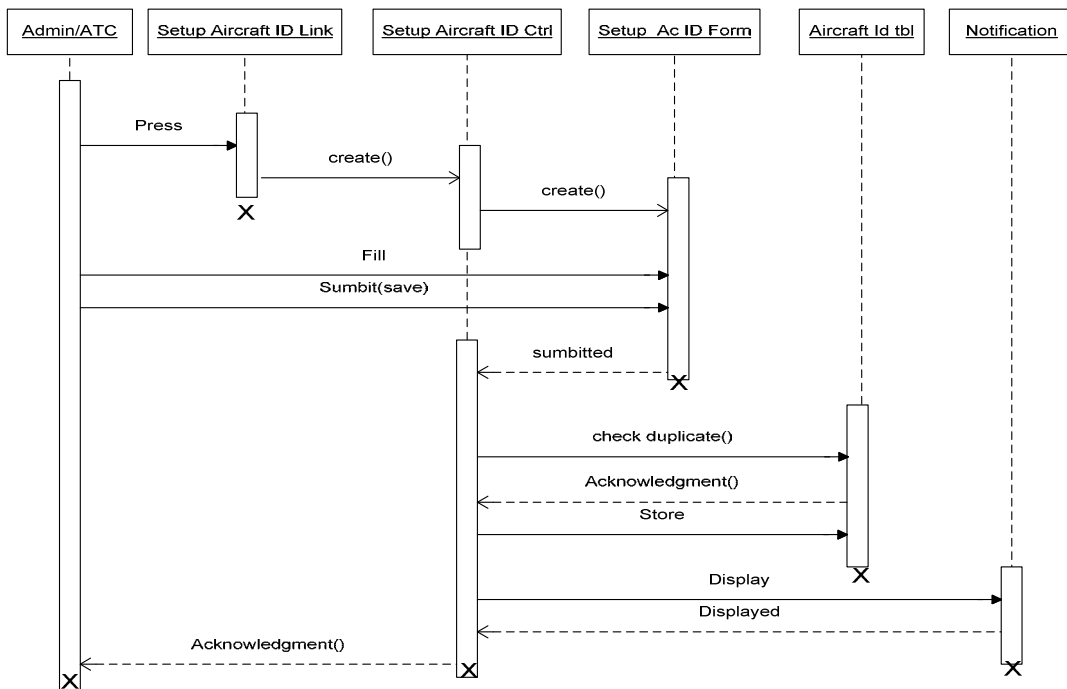 Admin/ATC
Setup Aircraft ID Link
Setup Aircraft ID Ctrl
Setup Ac ID Form
Aircraft Id tbl
Notification
Press
create()
create()
Fill
Sumbit(save)
sumbitted
check duplicate()
Acknowledgment()
Store
Display
Displayed
Acknowledgment()